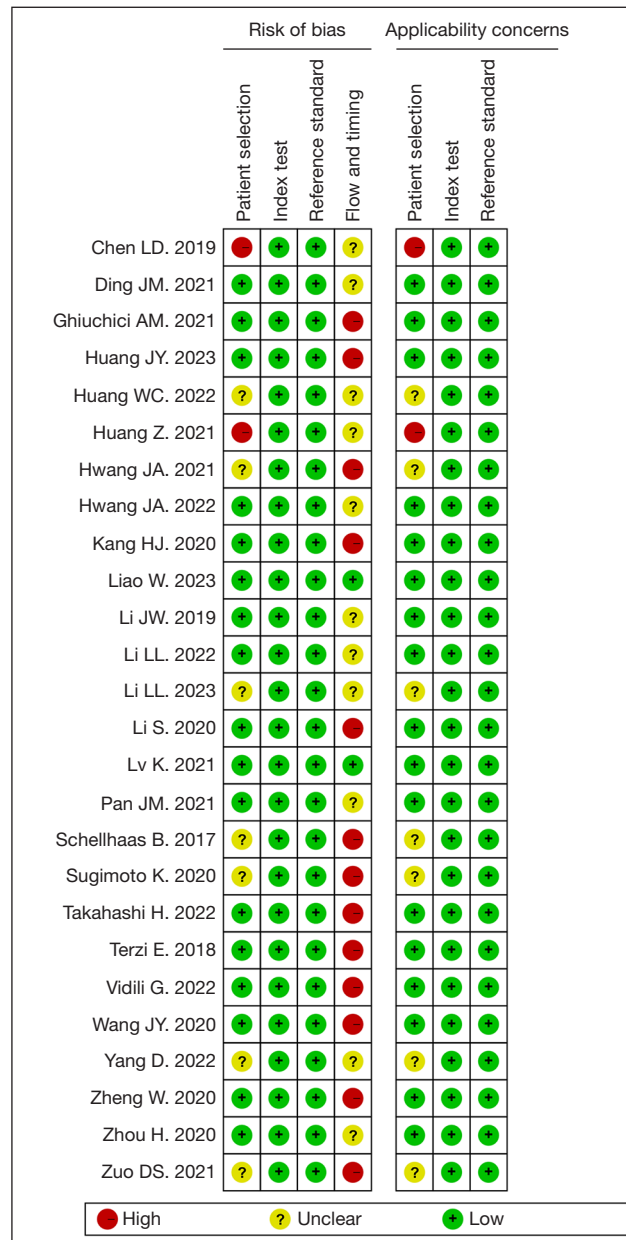 Risk of bias Applicability concerns
Patient selection Index test Reference standard Flow and timing Patient selection Index test Reference standard
Chen LD. 2019 - + + ? - + +
Ding JM. 2021 + + + ? + + +
Ghiuchici AM. 2021 + + + - + + +
Huang JY. 2023 + + + - + + +
Huang WC. 2022 ? + + ? ? + +
Huang Z. 2021 - + + ? - + +
Hwang JA. 2021 ? + + - ? + +
Hwang JA. 2022 + + + ? + + +
Kang HJ. 2020 + + + - + + +
Liao W. 2023 + + + + + + +
Li JW. 2019 + + + ? + + +
Li LL. 2022 + + + ? + + +
Li LL. 2023 ? + + ? ? + +
Li S. 2020 + + + - + + +
Lv K. 2021 + + + + + + +
Pan JM. 2021 + + + ? + + +
Schellhaas B. 2017 ? + + - ? + +
Sugimoto K. 2020 ? + + - ? + +
Takahashi H. 2022 + + + - + + +
Terzi E. 2018 + + + - + + +
Vidili G. 2022 + + + - + + +
Wang JY. 2020 + + + - + + +
Yang D. 2022 ? + + ? ? + +
Zheng W. 2020 + + + - + + +
Zhou H. 2020 + + + ? + + +
Zuo DS. 2021 ? + + - ? + +
- High ? Unclear + Low